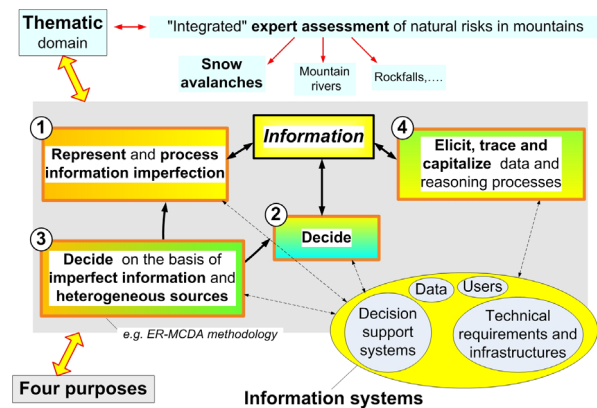 Thematic
domain
"Integrated" expert assessment of natural risks in mountains
Snow
avalanches
Mountain
rivers
Rockfalls,....
1
Represent and process
information imperfection
Information
4
Elicit, trace and
capitalize data and
reasoning processes
2
Decide
3
Decide on the basis of
imperfect information and
heterogeneous sources
e.g. ER-MCDA methodology
Data
Users
Decision
support
systems
Technical
requirements and
infrastructures
Four purposes
Information systems